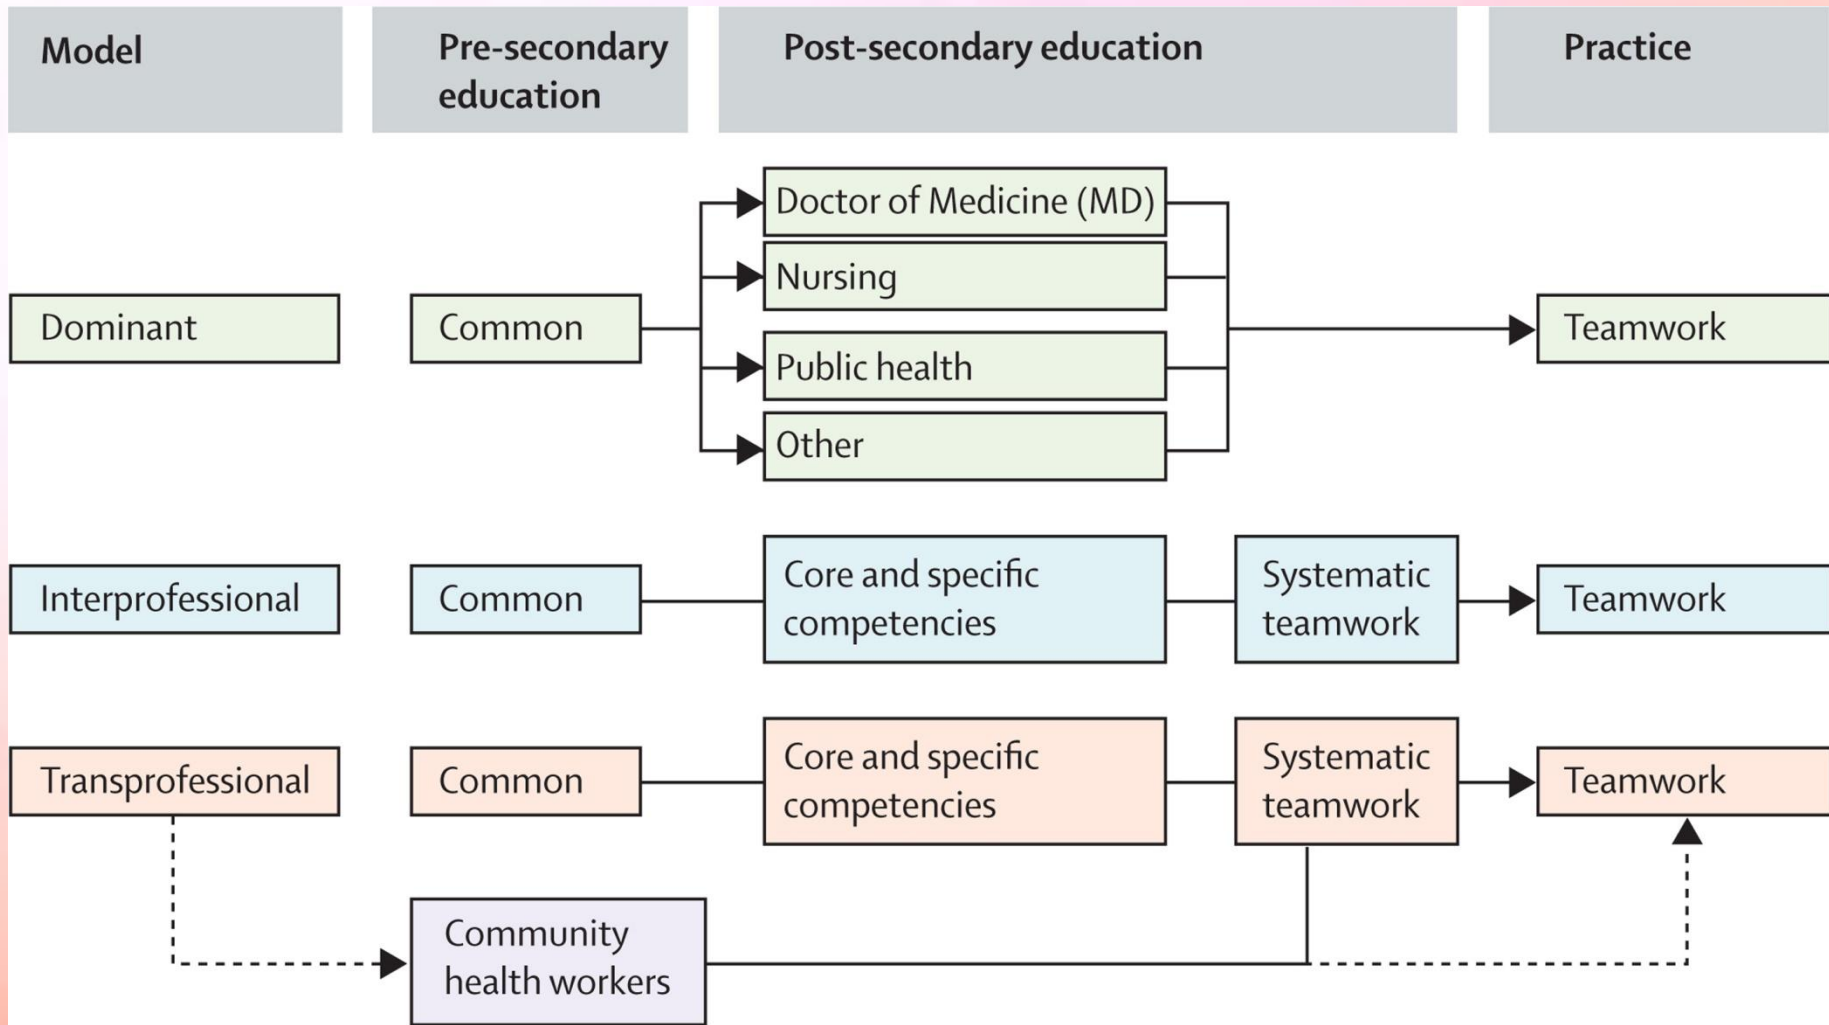 Model
Pre-secondary
education
Post-secondary education
Practice
Dominant
Common
Doctor of Medicine (MD)
Nursing
Public health
Other
Teamwork
Interprofessional
Common
Core and specific
competencies
Systematic
teamwork
Teamwork
Transprofessional
Common
Core and specific
competencies
Systematic
teamwork
Teamwork
Community
health workers